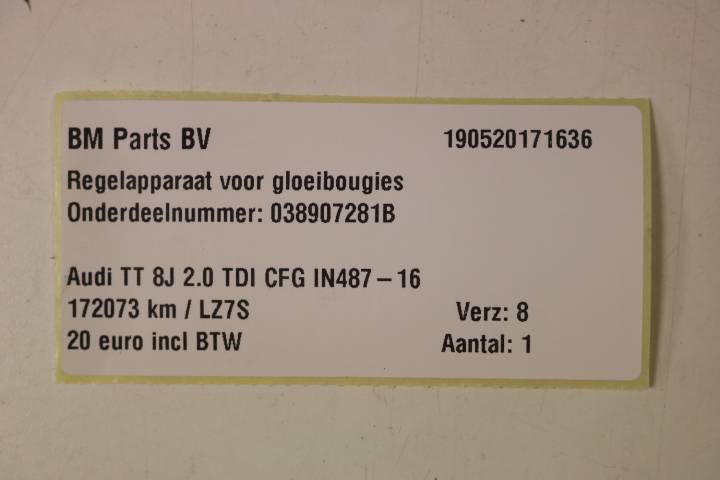 BM Parts BV 190520171636
Regelapparaat voor gloeibougies
Onderdeelnummer: 038907281B
Audi TT 8J 2.0 TDI CFG IN487 – 16
172073 km / LZ7S Verz: 8
20 euro incl BTW Aantal: 1